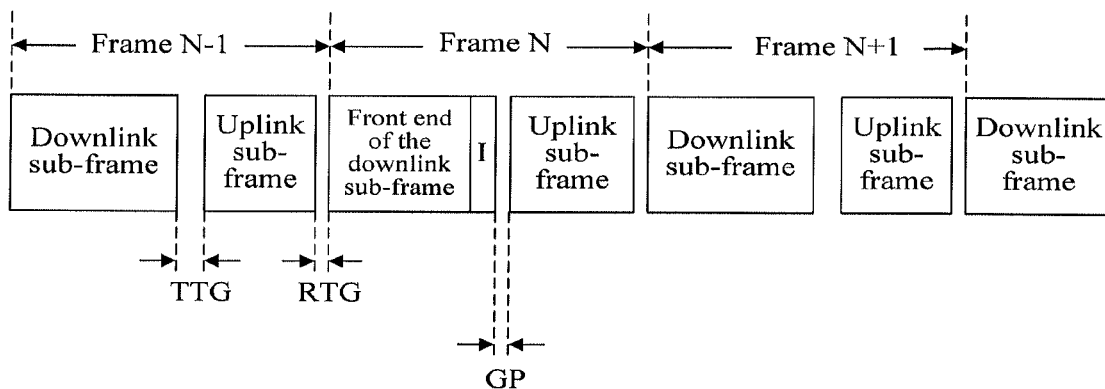 Frame N-1
Frame N
Frame N+1
Downlink
sub-frame
Uplink
sub-
frame
Front end
of the
downlink
sub-frame
I
Uplink
sub-
frame
Downlink
sub-frame
Uplink
sub-
frame
Downlink
sub-
frame
TTG
RTG
GP